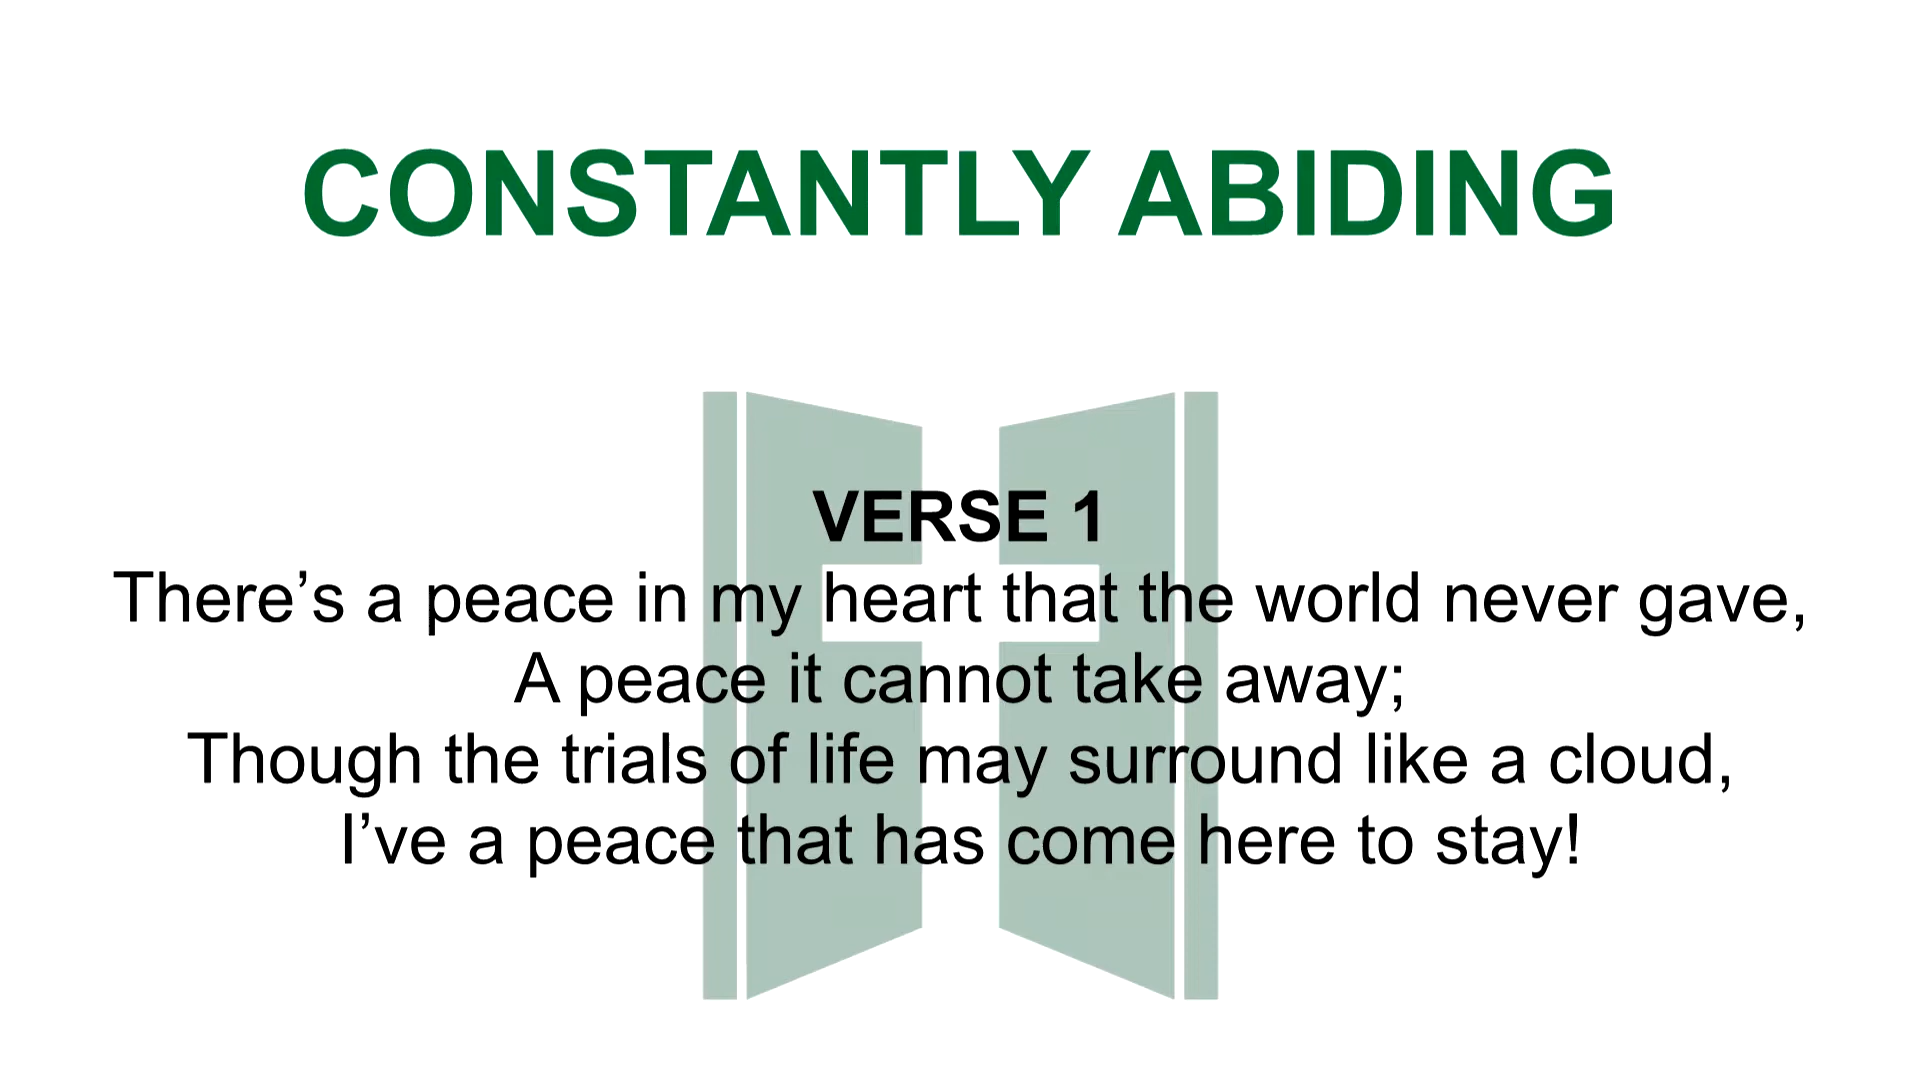 CONSTANTLY ABIDING
VERSE 1
There’s a peace in my heart that the world never gave,
A peace it cannot take away;
Though the trials of life may surround like a cloud,
I’ve a peace that has come here to stay!